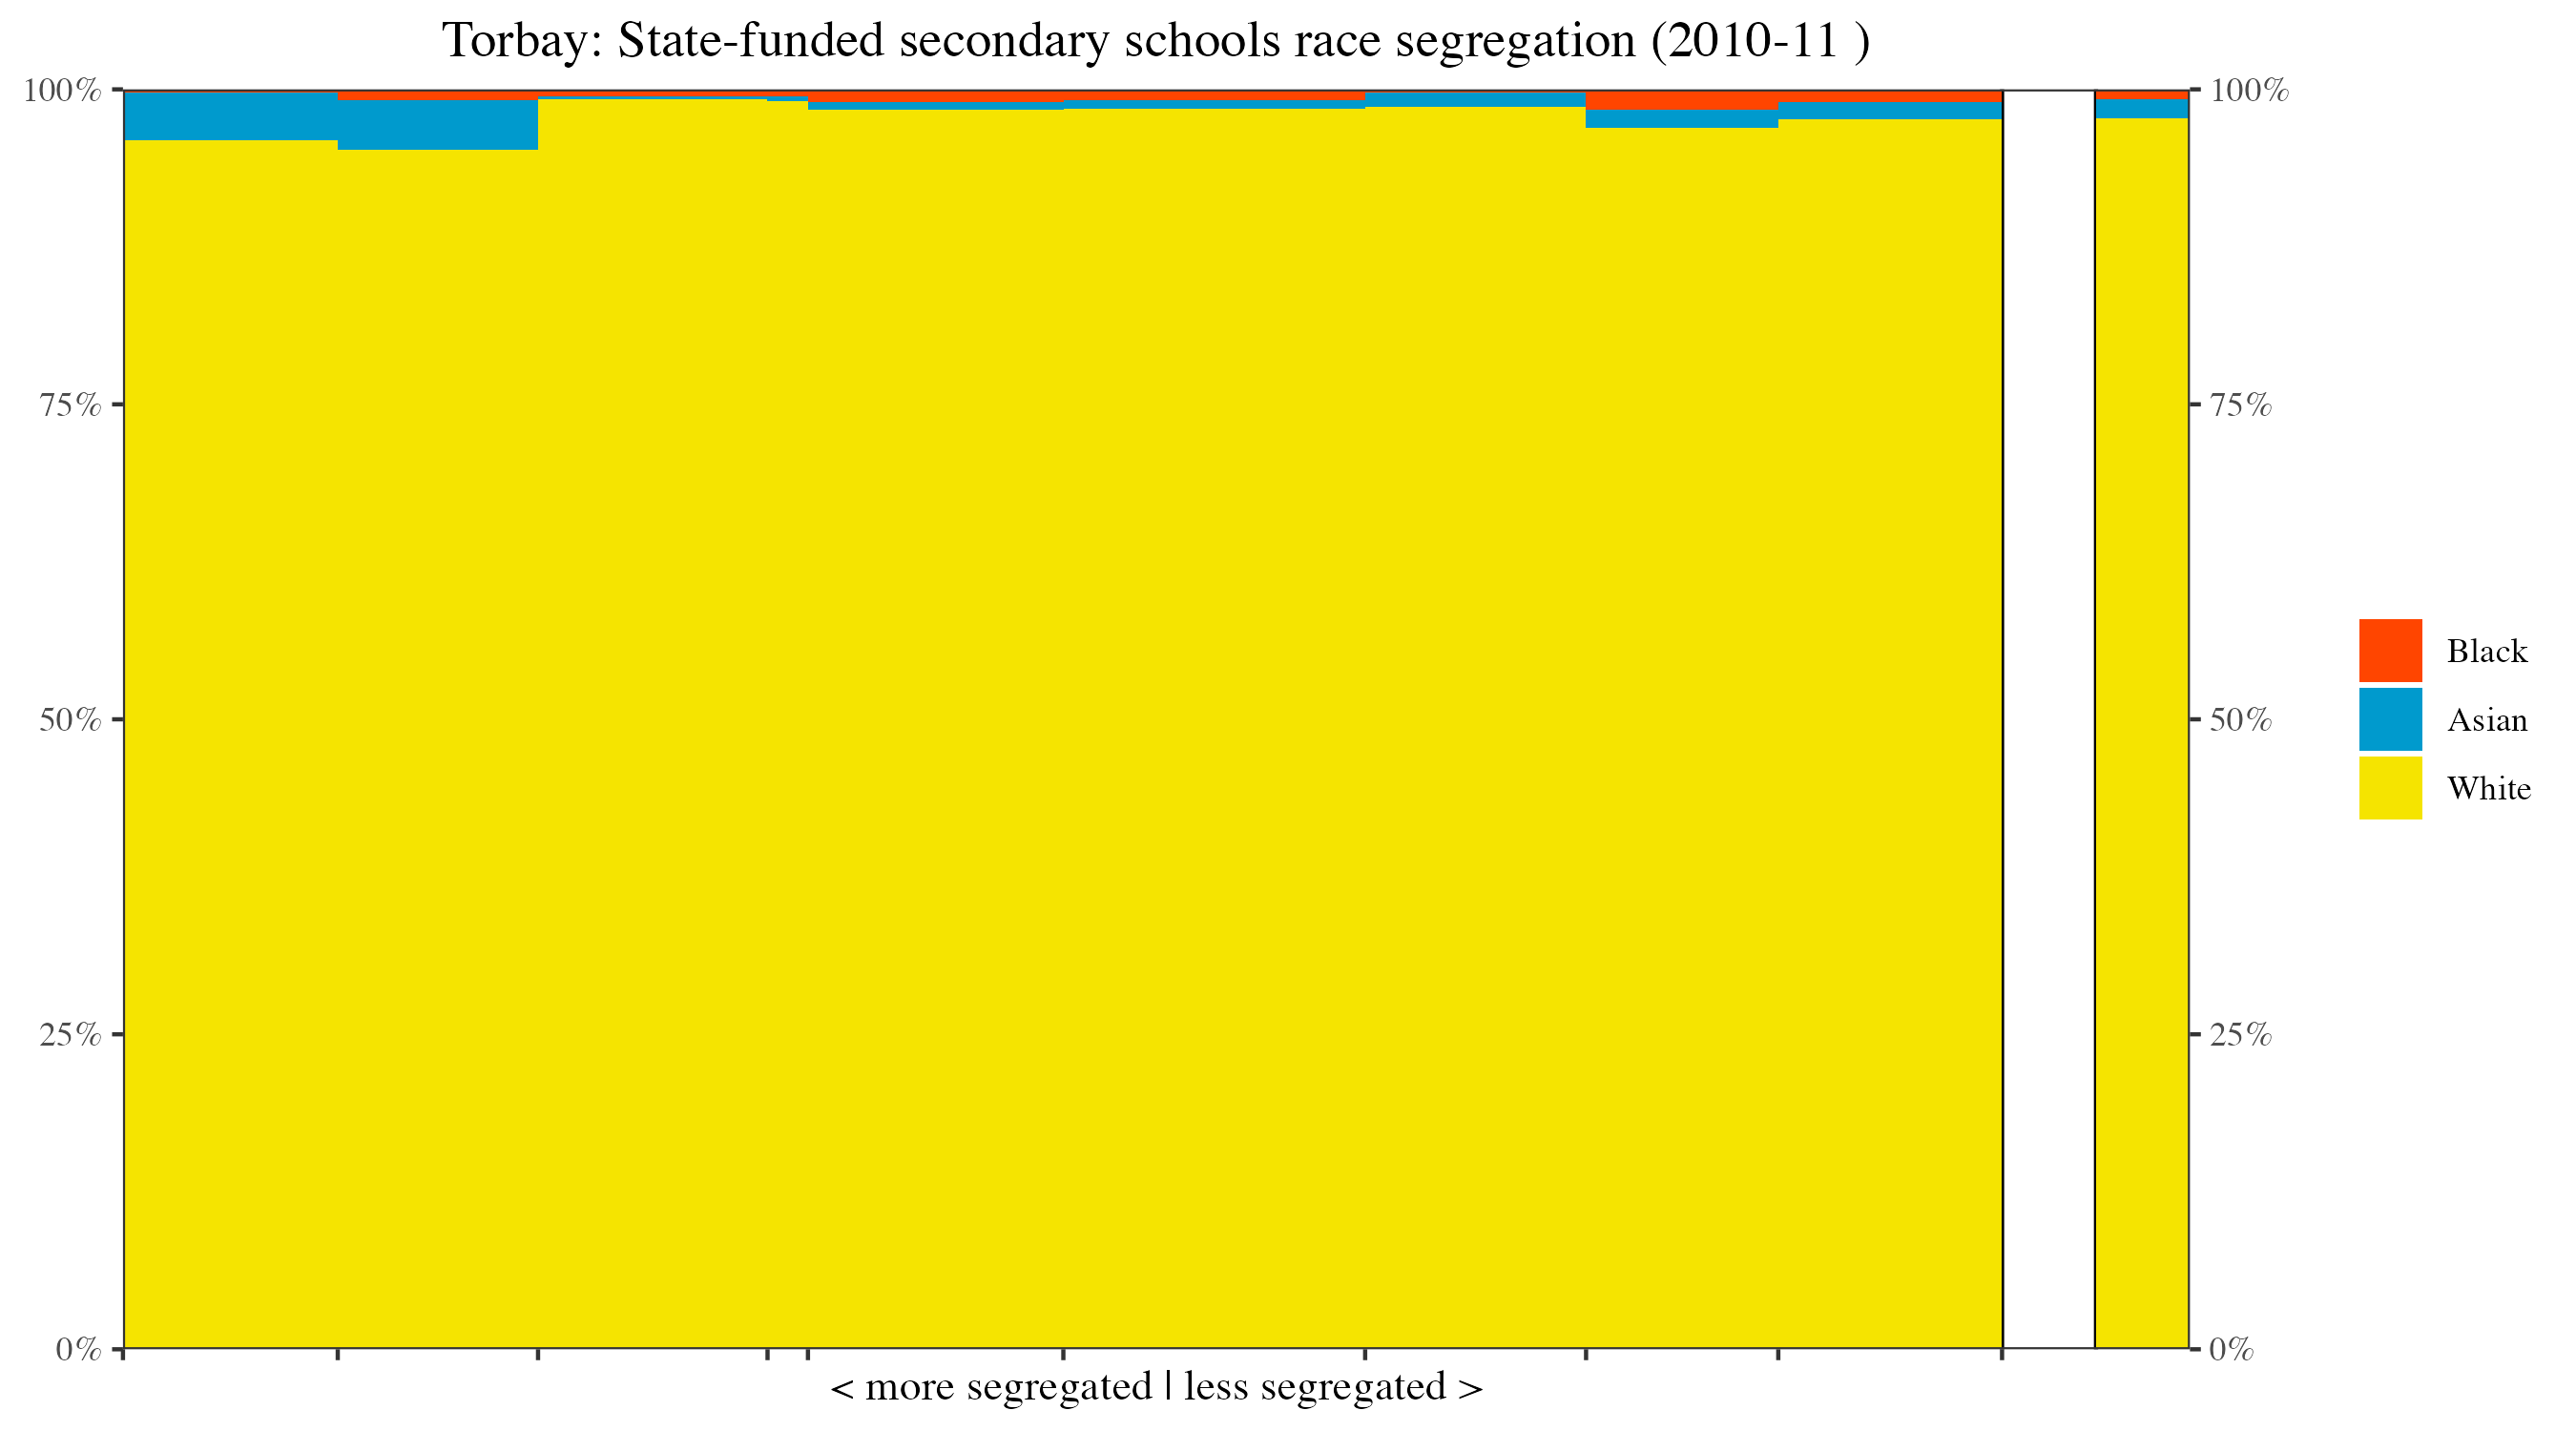 Torbay: State-funded secondary schools race segregation (2010-11 )
100%
75%
50%
25%
0%
100%
75%
50%
25%
0%
Black
Asian
White
< more segregated | less segregated >